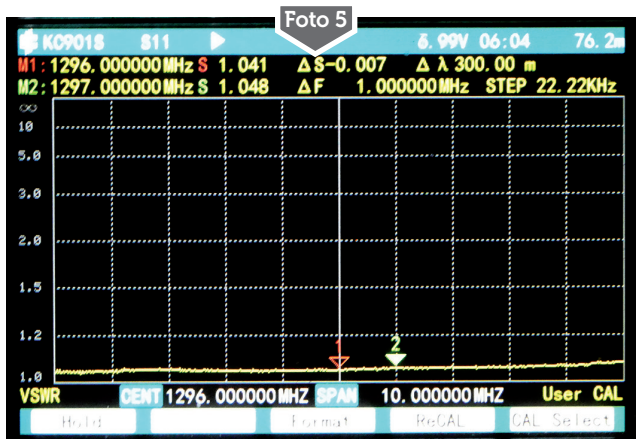 Foto 5
KC901S S11 6.99V 06:04 76.2m
M1: 1296.000000MHz S 1.041 ΔS-0.007 Δλ 300.00 m
M2: 1297.000000MHz S 1.048 ΔF 1.000000MHz STEP 22.22KHz
∞
10
5.0
3.0
2.0
1.5
1.2
1.0
1
2
VSWR CENT 1296.000000MHZ SPAN 10.000000MHZ User CAL
Hold Format ReCAL CAL Select